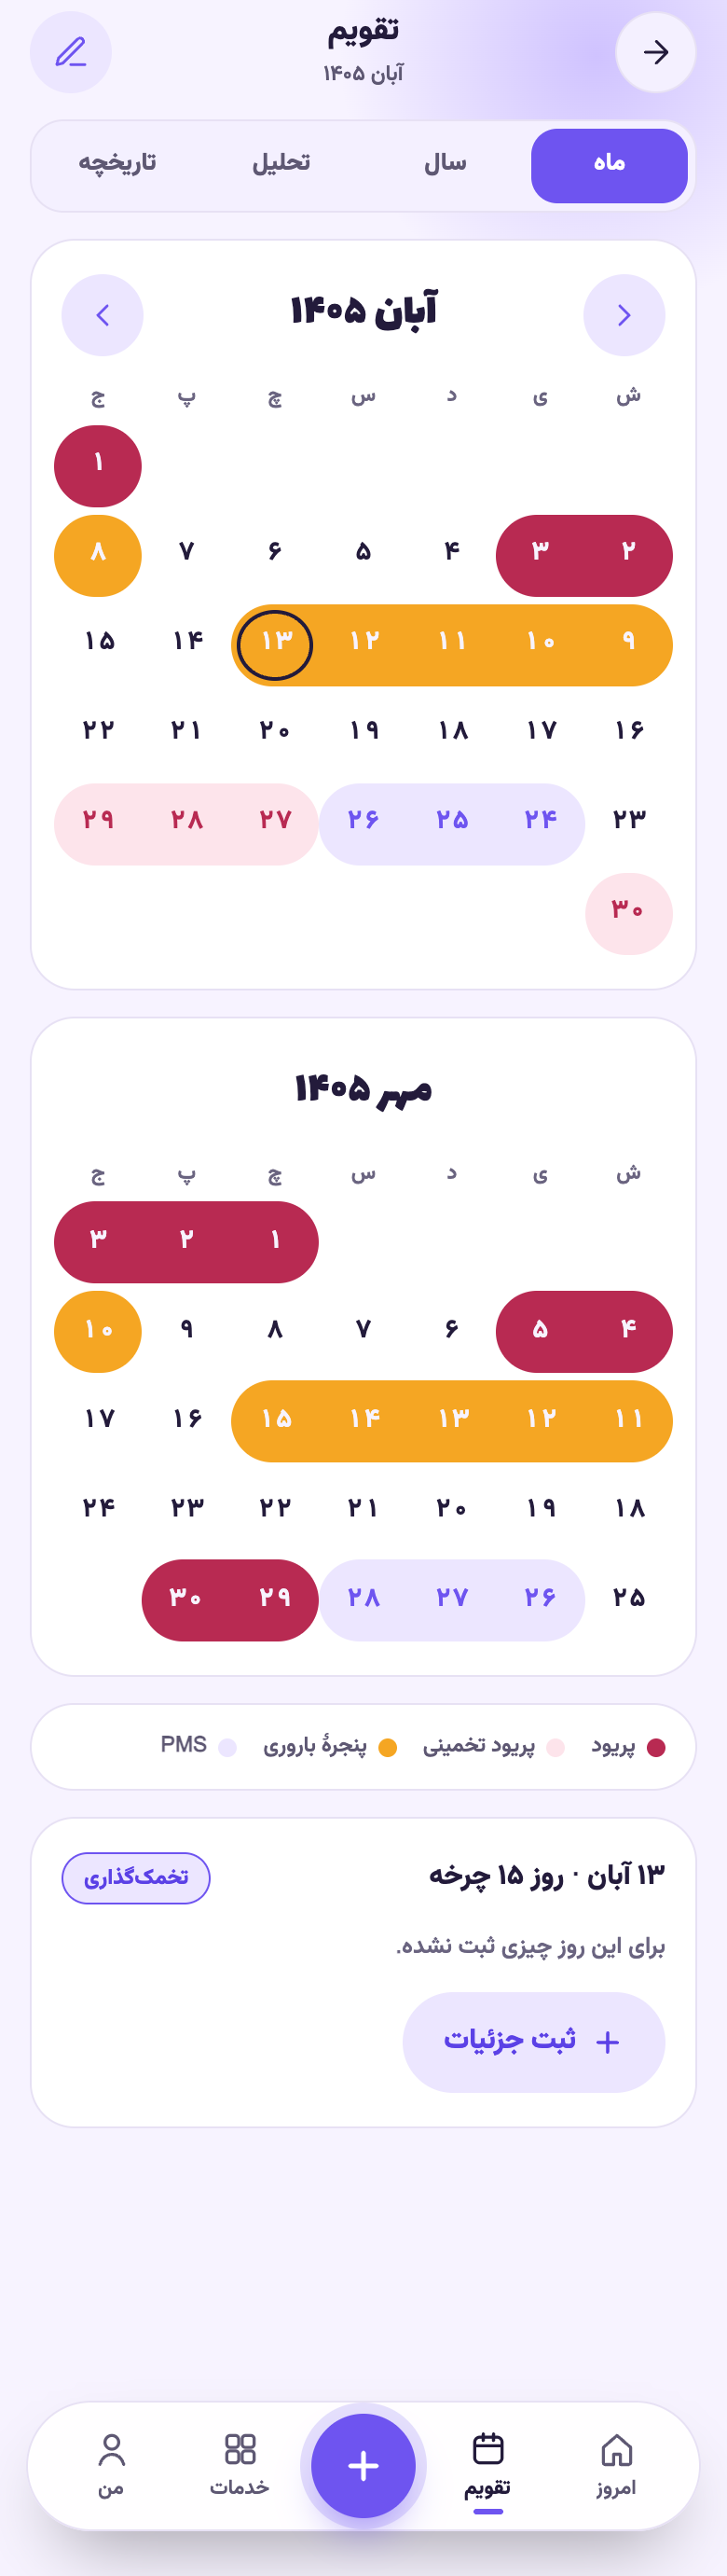 تقویم
آبان ۱۴۰۵
ماه سال تحلیل تاریخچه
آبان ۱۴۰۵
ش ی د س چ پ ج
۱
۲ ۳ ۴ ۵ ۶ ۷ ۸
۹ ۱۰ ۱۱ ۱۲ ۱۳ ۱۴ ۱۵
۱۶ ۱۷ ۱۸ ۱۹ ۲۰ ۲۱ ۲۲
۲۳ ۲۴ ۲۵ ۲۶ ۲۷ ۲۸ ۲۹
۳۰
مهر ۱۴۰۵
ش ی د س چ پ ج
۱ ۲ ۳
۴ ۵ ۶ ۷ ۸ ۹ ۱۰
۱۱ ۱۲ ۱۳ ۱۴ ۱۵ ۱۶ ۱۷
۱۸ ۱۹ ۲۰ ۲۱ ۲۲ ۲۳ ۲۴
۲۵ ۲۶ ۲۷ ۲۸ ۲۹ ۳۰
پریود پریود تخمینی پنجرهٔ باروری PMS
۱۳ آبان · روز ۱۵ چرخه تخمک‌گذاری
برای این روز چیزی ثبت نشده.
ثبت جزئیات
امروز تقویم خدمات من